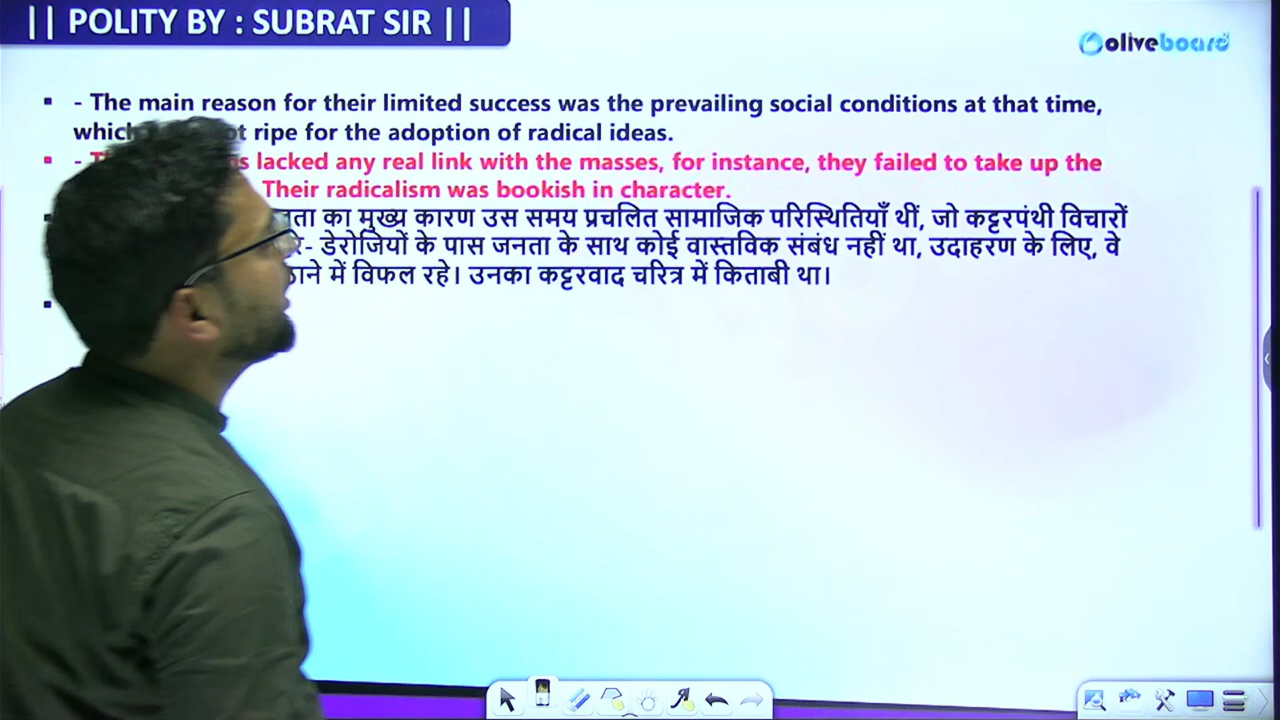 || POLITY BY : SUBRAT SIR ||
oliveboard
- The main reason for their limited success was the prevailing social conditions at that time,
ripe for the adoption of radical ideas.
- lacked any real link with the masses, for instance, they failed to take up the
Their radicalism was bookish in character.
का मुख्य कारण उस समय प्रचलित सामाजिक परिस्थितियाँ थीं, जो कट्टरपंथी विचारों
- डेरोजियों के पास जनता के साथ कोई वास्तविक संबंध नहीं था, उदाहरण के लिए, वे
में विफल रहे। उनका कट्टरवाद चरित्र में किताबी था।